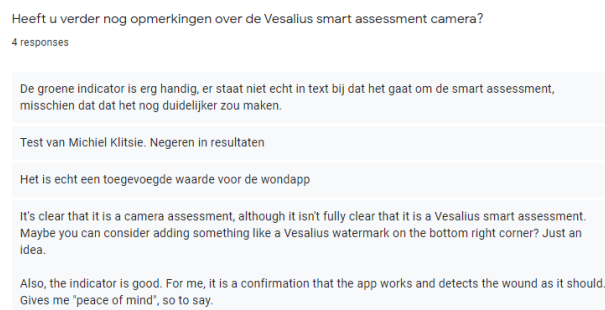 Heeft u verder nog opmerkingen over de Vesalius smart assessment camera?
4 responses
De groene indicator is erg handig, er staat niet echt in text bij dat het gaat om de smart assessment,
misschien dat dat het nog duidelijker zou maken.
Test van Michiel Klitsie. Negeren in resultaten
Het is echt een toegevoegde waarde voor de wondapp
It's clear that it is a camera assessment, although it isn't fully clear that it is a Vesalius smart assessment.
Maybe you can consider adding something like a Vesalius watermark on the bottom right corner? Just an
idea.
Also, the indicator is good. For me, it is a confirmation that the app works and detects the wound as it should.
Gives me "peace of mind", so to say.